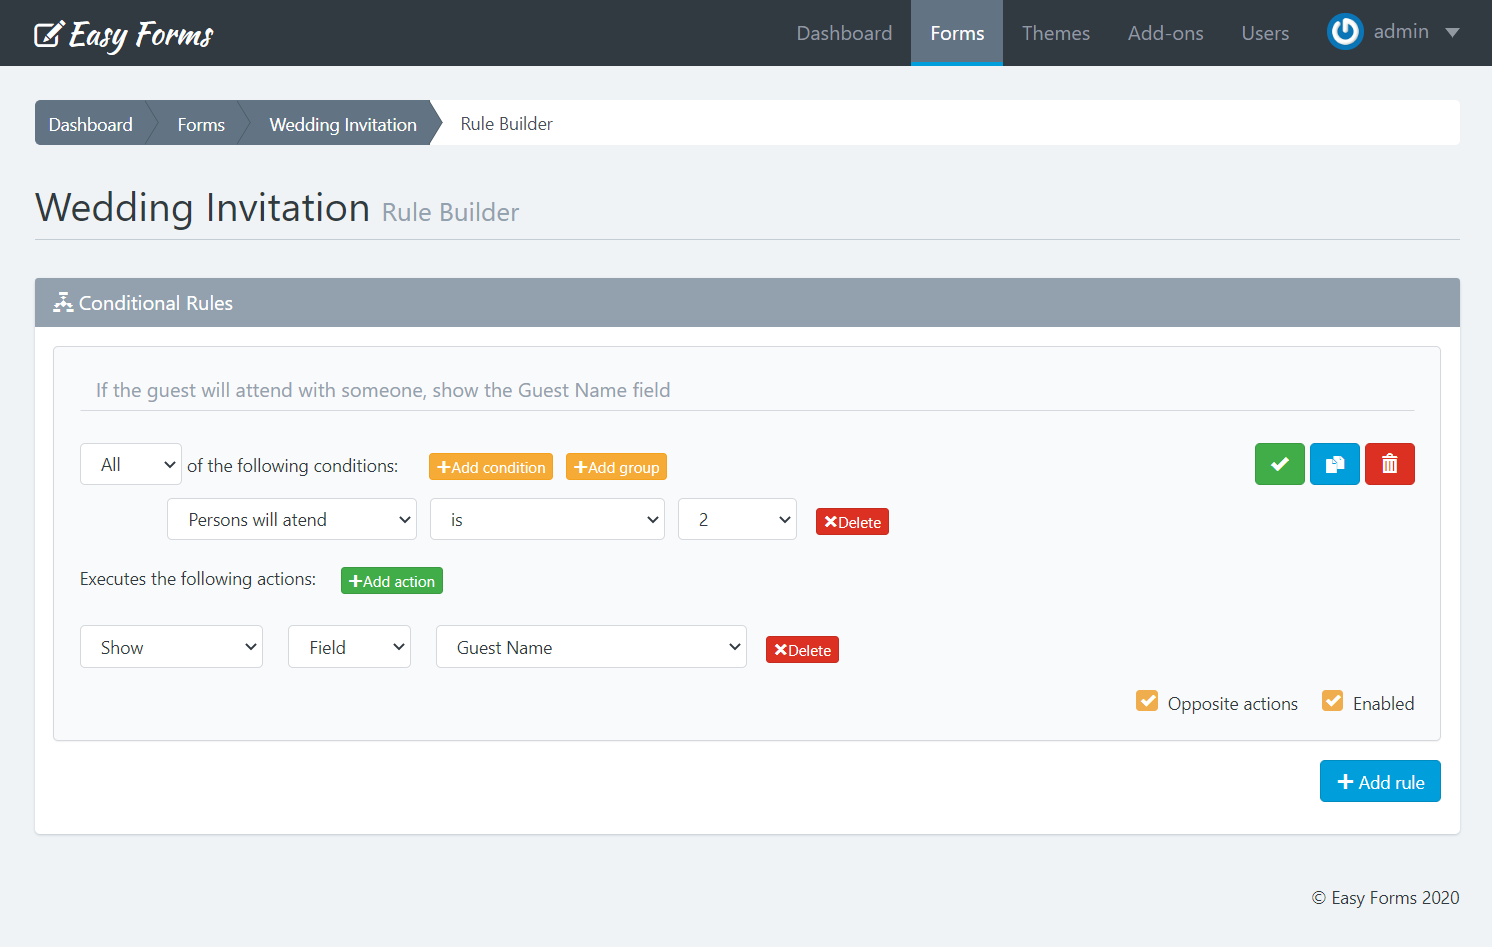 Easy Forms
Dashboard Forms Themes Add-ons Users admin
Dashboard Forms Wedding Invitation Rule Builder
Wedding Invitation Rule Builder
Conditional Rules
If the guest will attend with someone, show the Guest Name field
All of the following conditions: Add condition Add group
Persons will atend is 2 Delete
Executes the following actions: Add action
Show Field Guest Name Delete
Opposite actions Enabled
Add rule
© Easy Forms 2020